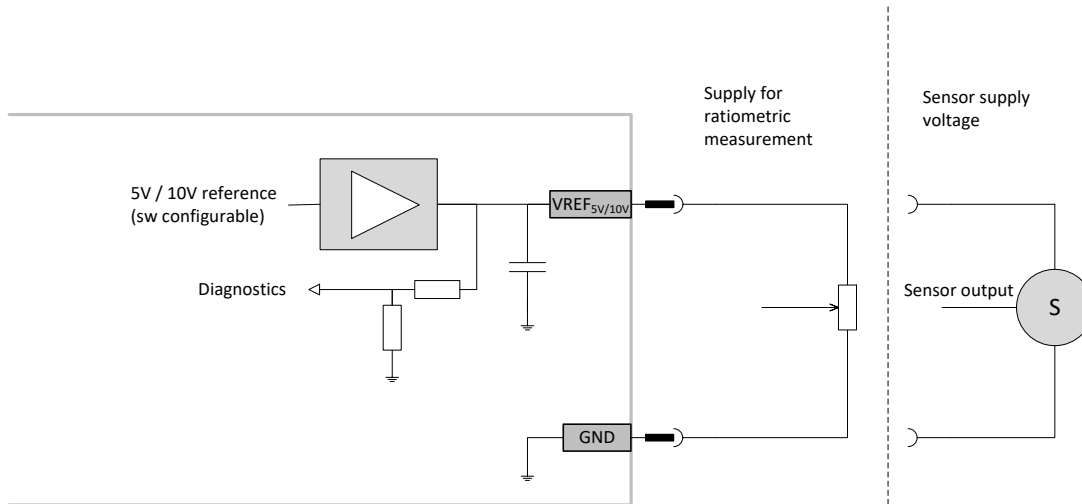 Supply for
ratiometric
measurement
Sensor supply
voltage
5V / 10V reference
(sw configurable)
VREF5V/10V
Diagnostics
Sensor output
S
GND